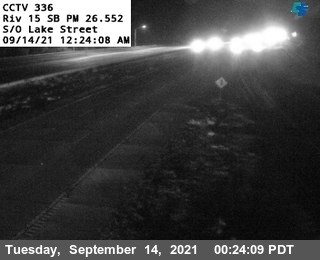 CCTV 336
Riv 15 SB PM 26.552
S/O Lake Street
09/14/21 12:24:08 AM
Tuesday, September 14, 2021 00:24:09 PDT